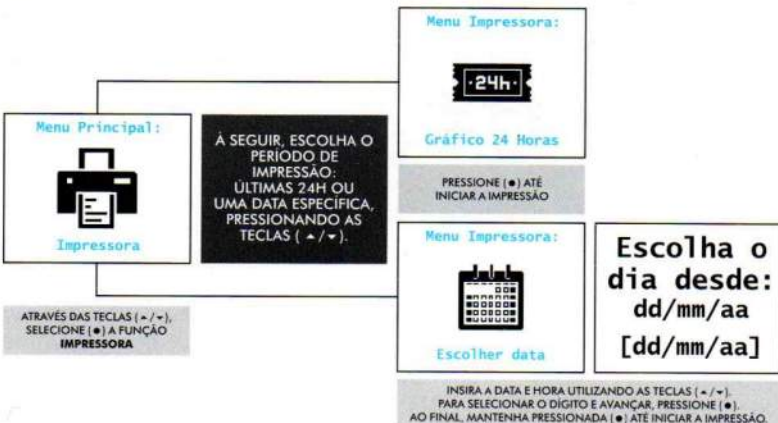 Menu Principal:
Impressora
ATRAVÉS DAS TECLAS (▲/▼),
SELECIONE (●) A FUNÇÃO
IMPRESSORA
À SEGUIR, ESCOLHA O
PERÍODO DE
IMPRESSÃO:
ÚLTIMAS 24H OU
UMA DATA ESPECÍFICA,
PRESSIONANDO AS
TECLAS (▲/▼).
Menu Impressora:
24h
Gráfico 24 Horas
PRESSIONE (●) ATÉ
INICIAR A IMPRESSÃO
Menu Impressora:
Escolher data
Escolha o
dia desde:
dd/mm/aa
[dd/mm/aa]
INSIRA A DATA E HORA UTILIZANDO AS TECLAS (▲/▼),
PARA SELECIONAR O DÍGITO E AVANÇAR, PRESSIONE (●).
AO FINAL, MANTENHA PRESSIONADA (●) ATÉ INICIAR A IMPRESSÃO.